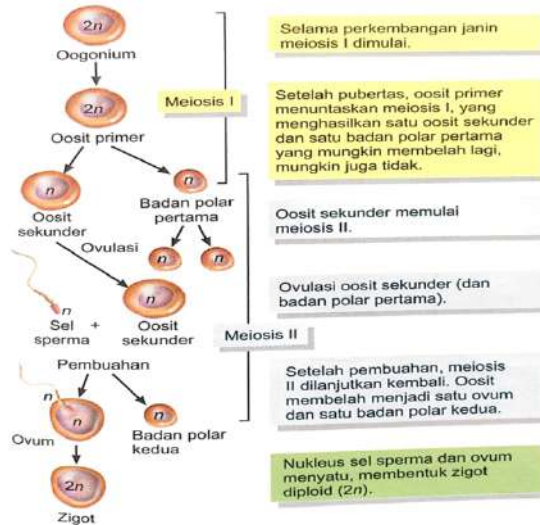 2n
Oogonium
Selama perkembangan janin
meiosis I dimulai.
Meiosis I
2n
Oosit primer
Setelah pubertas, oosit primer
menuntaskan meiosis I, yang
menghasilkan satu oosit sekunder
dan satu badan polar pertama
yang mungkin membelah lagi,
mungkin juga tidak.
n
Oosit
sekunder
n
Badan polar
pertama
Oosit sekunder memulai
meiosis II.
Ovulasi
n
n
n
Sel
sperma
+
n
Oosit
sekunder
Ovulasi oosit sekunder (dan
badan polar pertama).
Meiosis II
Pembuahan
n
n
Ovum
n
Badan polar
kedua
Setelah pembuahan, meiosis
II dilanjutkan kembali. Oosit
membelah menjadi satu ovum
dan satu badan polar kedua.
2n
Zigot
Nukleus sel sperma dan ovum
menyatu, membentuk zigot
diploid (2n).